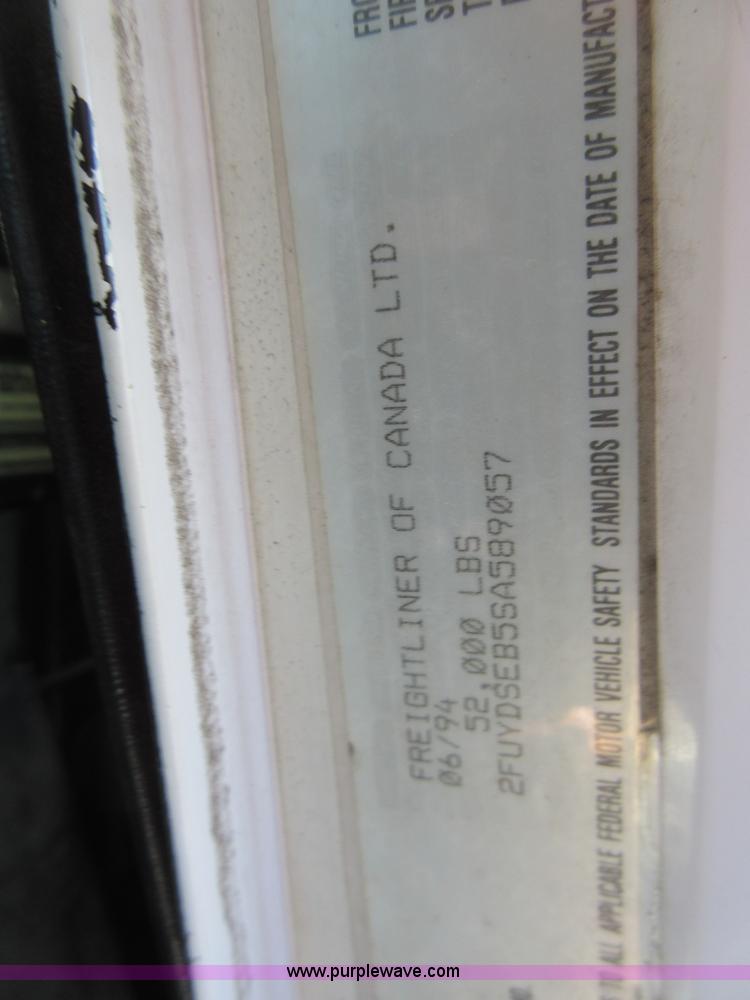 FREIGHTLINER OF CANADA LTD.
06/94
52,000 LBS
2FUYDSEB5SA589057
TO ALL APPLICABLE FEDERAL MOTOR VEHICLE SAFETY STANDARDS IN EFFECT ON THE DATE OF MANUFACT
www.purplewave.com